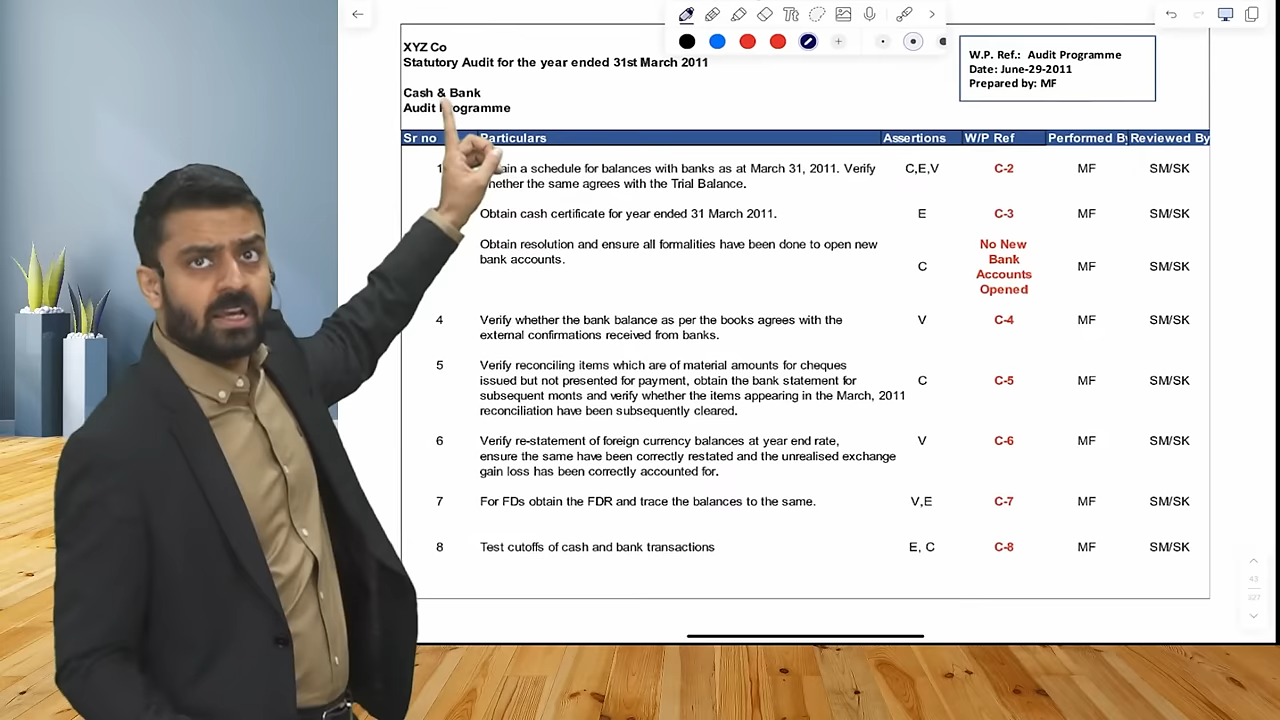 XYZ Co
Statutory Audit for the year ended 31st March 2011
W.P. Ref.: Audit Programme
Date: June-29-2011
Prepared by: MF
Cash & Bank
Audit
Sr no Particulars Assertions W/P Ref Performed Reviewed By
1 a schedule for balances with banks as at March 31, 2011. Verify C,E,V C-2 MF SM/SK
the same agrees with the Trial Balance.
Obtain cash certificate for year ended 31 March 2011. E C-3 MF SM/SK
Obtain resolution and ensure all formalities have been done to open new
bank accounts.
C
No New
Bank
Accounts
Opened
MF SM/SK
4 Verify whether the bank balance as per the books agrees with the V C-4 MF SM/SK
external confirmations received from banks.
5 Verify reconciling items which are of material amounts for cheques
issued but not presented for payment, obtain the bank statement for C C-5 MF SM/SK
subsequent monts and verify whether the items appearing in the March, 2011
reconciliation have been subsequently cleared.
6 Verify re-statement of foreign currency balances at year end rate, V C-6 MF SM/SK
ensure the same have been correctly restated and the unrealised exchange
gain loss has been correctly accounted for.
7 For FDs obtain the FDR and trace the balances to the same. V,E C-7 MF SM/SK
8 Test cutoffs of cash and bank transactions E, C C-8 MF SM/SK
43
227